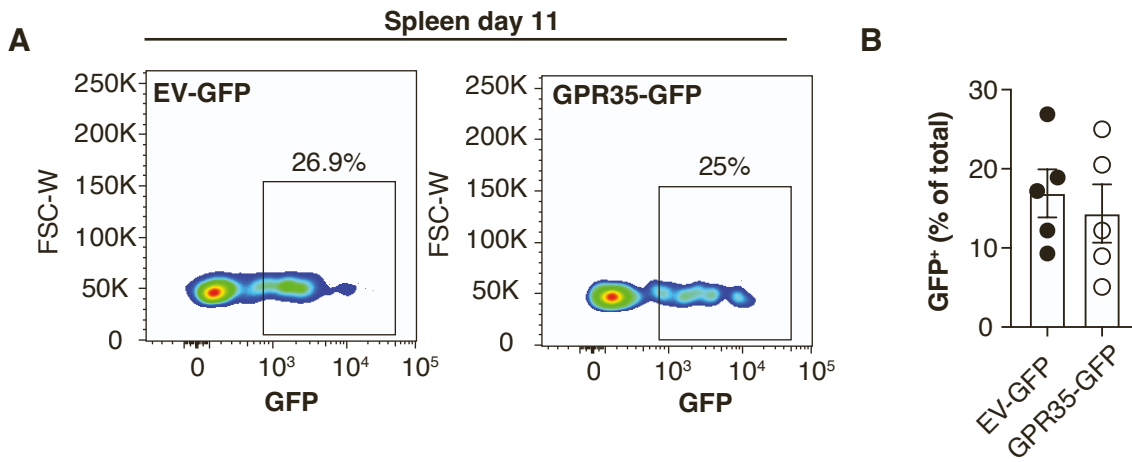 Spleen day 11
A
B
EV-GFP
GPR35-GFP
26.9%
25%
250K
200K
150K
100K
50K
0
FSC-W
0 10³ 10⁴ 10⁵
GFP
250K
200K
150K
100K
50K
0
FSC-W
0 10³ 10⁴ 10⁵
GFP
30
20
10
0
GFP⁺ (% of total)
EV-GFP
GPR35-GFP